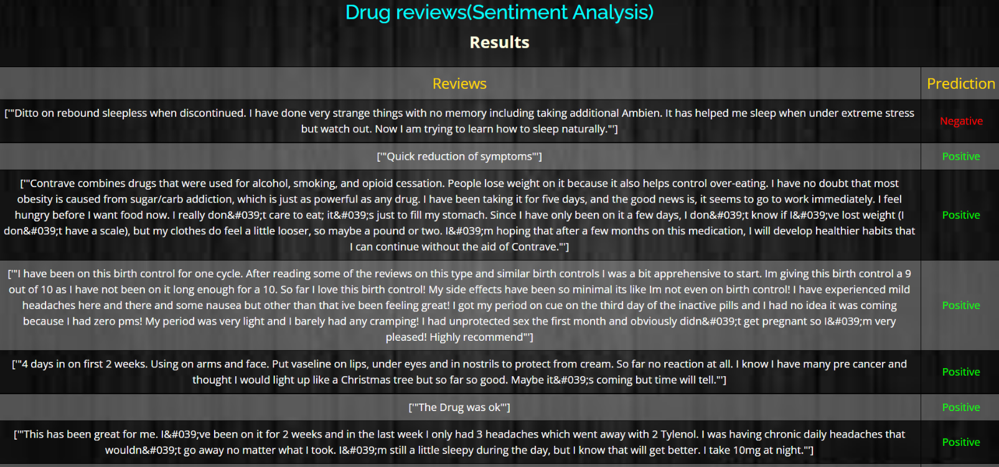 Drug reviews(Sentiment Analysis)
Results
Reviews
Prediction
['"Ditto on rebound sleepless when discontinued. I have done very strange things with no memory including taking additional Ambien. It has helped me sleep when under extreme stress
but watch out. Now I am trying to learn how to sleep naturally."']
Negative
['"Quick reduction of symptoms"']
Positive
['"Contrave combines drugs that were used for alcohol, smoking, and opioid cessation. People lose weight on it because it also helps control over-eating. I have no doubt that most
obesity is caused from sugar/carb addiction, which is just as powerful as any drug. I have been taking it for five days, and the good news is, it seems to go to work immediately. I feel
hungry before I want food now. I really don&#039;t care to eat; it&#039;s just to fill my stomach. Since I have only been on it a few days, I don&#039;t know if I&#039;ve lost weight (I
don&#039;t have a scale), but my clothes do feel a little looser, so maybe a pound or two. I&#039;m hoping that after a few months on this medication, I will develop healthier habits that
I can continue without the aid of Contrave."']
Positive
['"I have been on this birth control for one cycle. After reading some of the reviews on this type and similar birth controls I was a bit apprehensive to start. Im giving this birth control a 9
out of 10 as I have not been on it long enough for a 10. So far I love this birth control! My side effects have been so minimal its like Im not even on birth control! I have experienced mild
headaches here and there and some nausea but other than that ive been feeling great! I got my period on cue on the third day of the inactive pills and I had no idea it was coming
because I had zero pms! My period was very light and I barely had any cramping! I had unprotected sex the first month and obviously didn&#039;t get pregnant so I&#039;m very
pleased! Highly recommend"']
Positive
['"4 days in on first 2 weeks. Using on arms and face. Put vaseline on lips, under eyes and in nostrils to protect from cream. So far no reaction at all. I know I have many pre cancer and
thought I would light up like a Christmas tree but so far so good. Maybe it&#039;s coming but time will tell."']
Positive
['"The Drug was ok"']
Positive
['"This has been great for me. I&#039;ve been on it for 2 weeks and in the last week I only had 3 headaches which went away with 2 Tylenol. I was having chronic daily headaches that
wouldn&#039;t go away no matter what I took. I&#039;m still a little sleepy during the day, but I know that will get better. I take 10mg at night."']
Positive